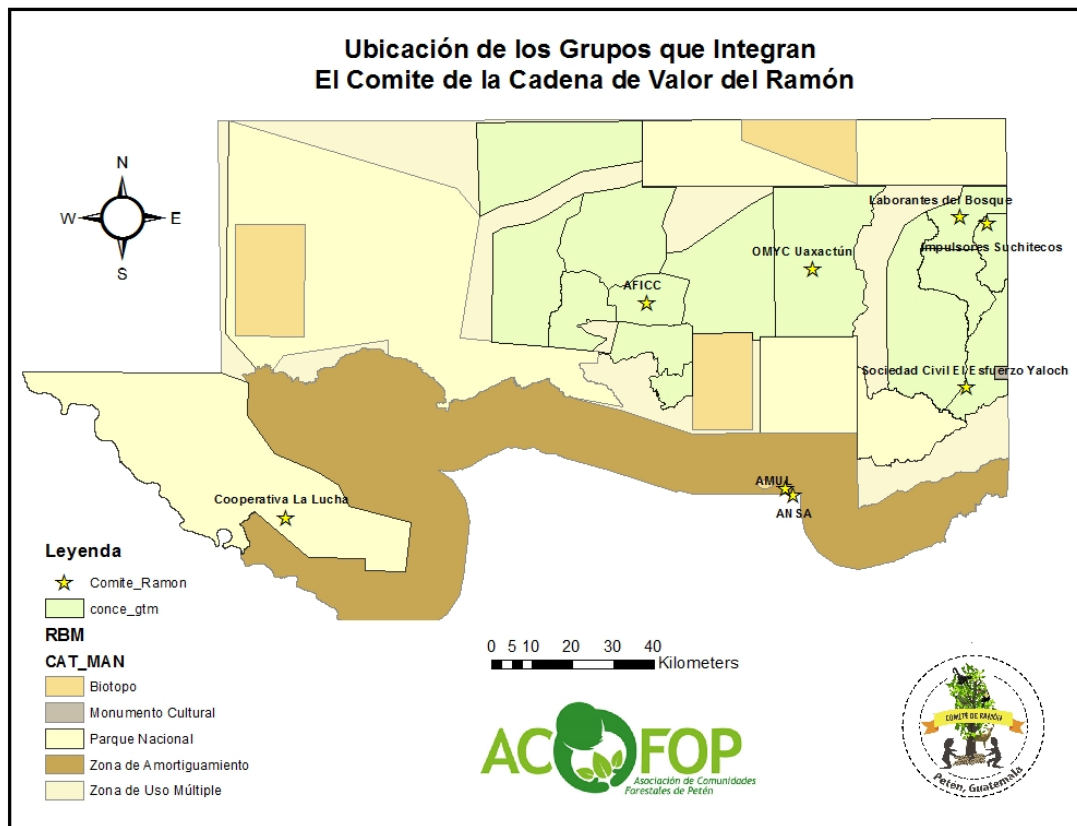 Ubicación de los Grupos que Integran
El Comite de la Cadena de Valor del Ramón
N
W
E
S
Laborantes del Bosque
Impulsores Suchitecos
OMYC Uaxactún
AFICC
Sociedad Civil El Esfuerzo Yaloch
AMUL
ANSA
Cooperativa La Lucha
Leyenda
Comite_Ramon
conce_gtm
RBM
CAT_MAN
Biotopo
Monumento Cultural
Parque Nacional
Zona de Amortiguamiento
Zona de Uso Múltiple
0 5 10 20 30 40
Kilometers
ACOFOP
Asociación de Comunidades
Forestales de Petén
COMITÉ DE RAMÓN
Petén, Guatemala